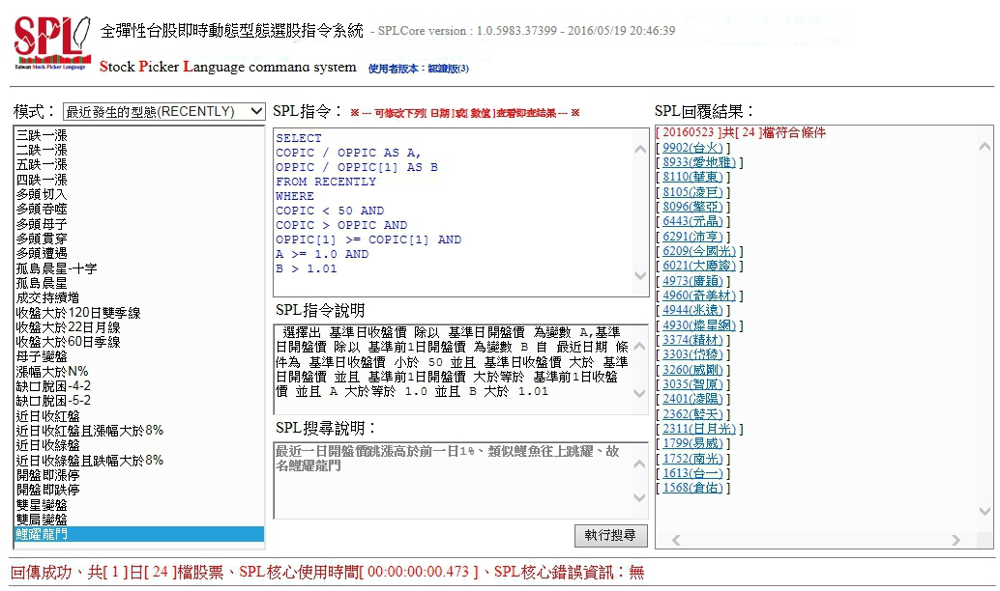 SPL
Taiwan Stock Picker Language
全彈性台股即時動態型態選股指令系統 - SPLCore version : 1.0.5983.37399 - 2016/05/19 20:46:39
Stock Picker Language command system 使用者版本：認證版(3)
模式： 最近發生的型態(RECENTLY)
三跌一漲
二跌一漲
五跌一漲
四跌一漲
多頭切入
多頭吞噬
多頭母子
多頭貫穿
多頭遭遇
孤島晨星-十字
孤島晨星
成交持續增
收盤大於120日雙季線
收盤大於22日月線
收盤大於60日季線
母子變盤
漲幅大於N%
缺口脫困-4-2
缺口脫困-5-2
近日收紅盤
近日收紅盤且漲幅大於8%
近日收綠盤
近日收綠盤且跌幅大於8%
開盤即漲停
開盤即跌停
雙星變盤
雙肩變盤
鯉躍龍門
SPL指令： ※ --- 可修改下列[ 日期 ]或[ 數值 ]查看即查結果 --- ※
SELECT
COPIC / OPPIC AS A,
OPPIC / OPPIC[1] AS B
FROM RECENTLY
WHERE
COPIC < 50 AND
COPIC > OPPIC AND
OPPIC[1] >= COPIC[1] AND
A >= 1.0 AND
B > 1.01
SPL指令說明
選擇出 基準日收盤價 除以 基準日開盤價 為變數 A,基準
日開盤價 除以 基準前1日開盤價 為變數 B 自 最近日期 條
件為 基準日收盤價 小於 50 並且 基準日收盤價 大於 基準
日開盤價 並且 基準前1日開盤價 大於等於 基準前1日收盤
價 並且 A 大於等於 1.0 並且 B 大於 1.01
SPL搜尋說明：
最近一日開盤價跳漲高於前一日1%、類似鯉魚往上跳耀、故
名鯉躍龍門
執行搜尋
SPL回覆結果：
[ 20160523 ]共[ 24 ]檔符合條件
[ 9902(台火) ]
[ 8933(愛地雅) ]
[ 8110(華東) ]
[ 8105(凌巨) ]
[ 8096(擎亞) ]
[ 6443(元晶) ]
[ 6291(沛亨) ]
[ 6209(今國光) ]
[ 6021(大慶證) ]
[ 4973(廣穎) ]
[ 4960(奇美材) ]
[ 4944(兆遠) ]
[ 4930(燦星網) ]
[ 3374(精材) ]
[ 3303(岱稜) ]
[ 3260(威剛) ]
[ 3035(智原) ]
[ 2401(凌陽) ]
[ 2362(藍天) ]
[ 2311(日月光) ]
[ 1799(易威) ]
[ 1752(南光) ]
[ 1613(台一) ]
[ 1568(倉佑) ]
回傳成功、共[ 1 ]日[ 24 ]檔股票、SPL核心使用時間[ 00:00:00:00.473 ]、SPL核心錯誤資訊：無